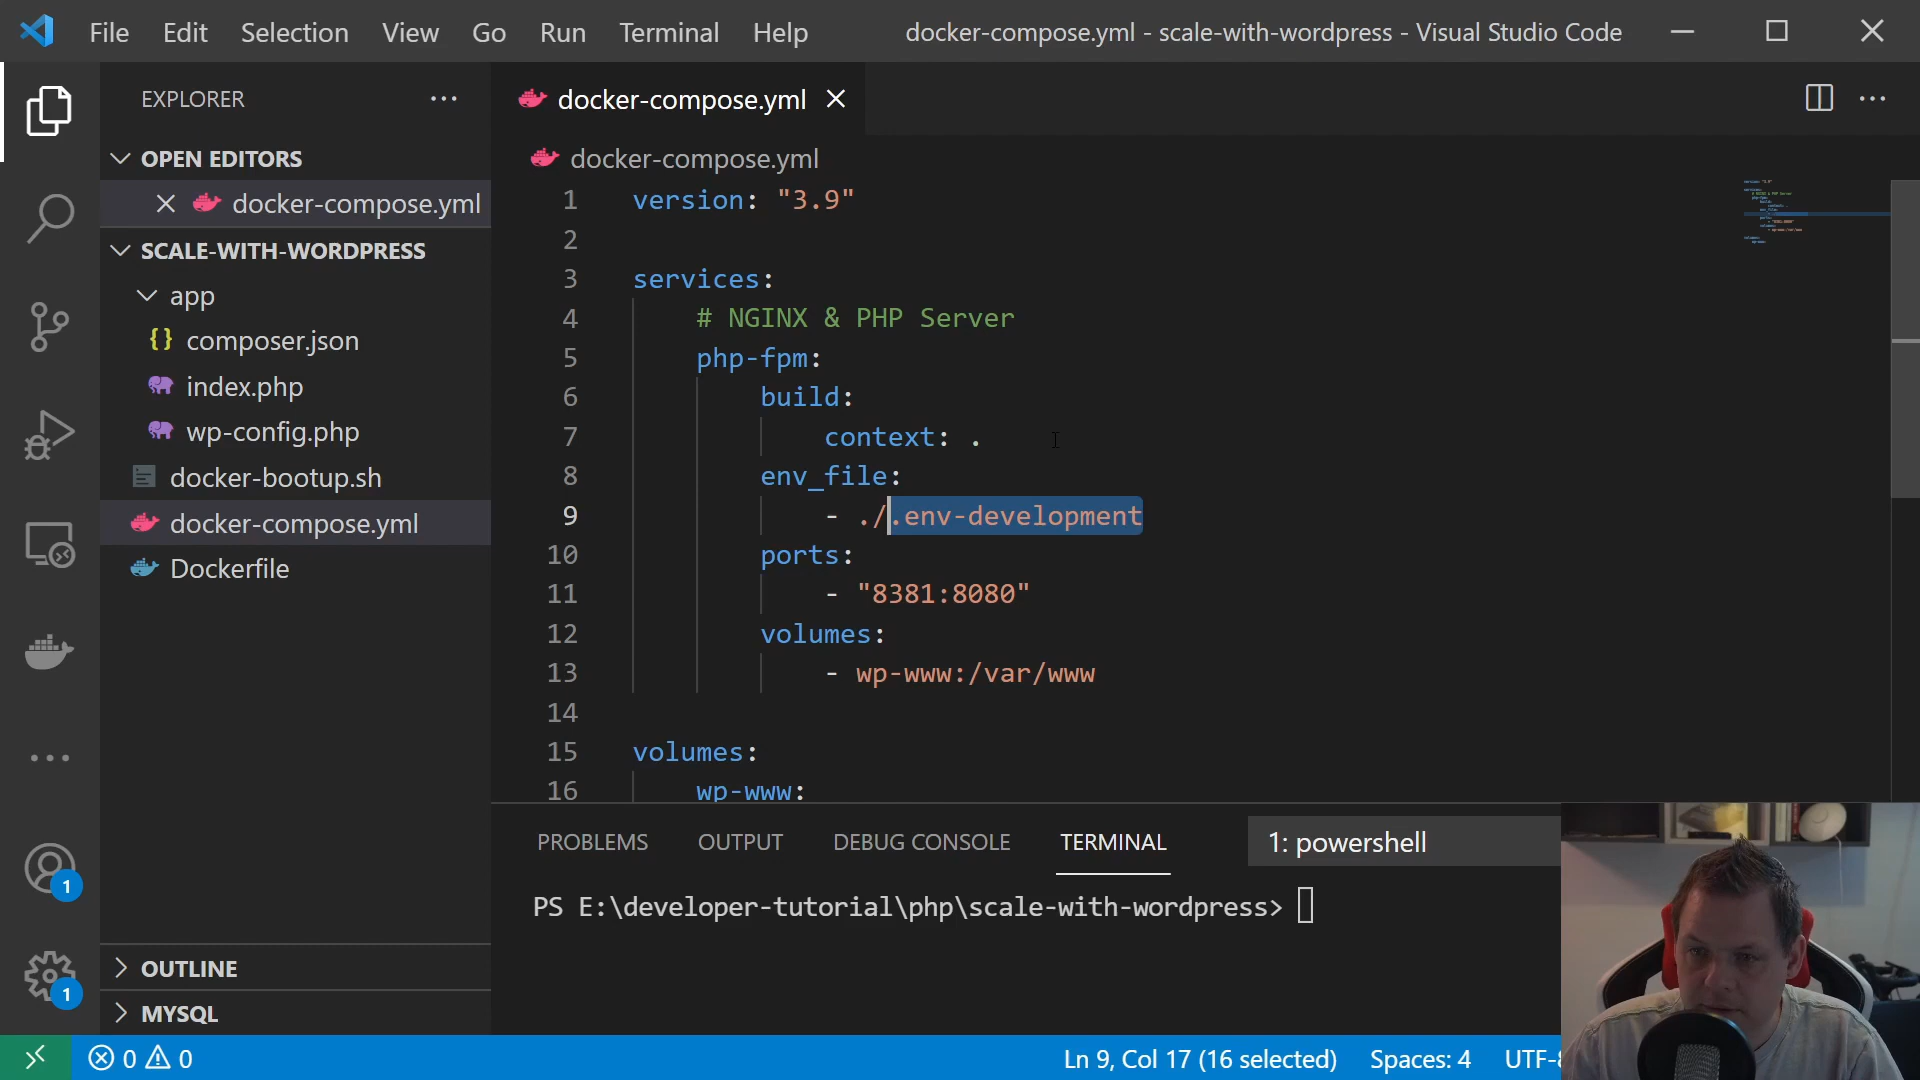 File Edit Selection View Go Run Terminal Help docker-compose.yml - scale-with-wordpress - Visual Studio Code
EXPLORER
OPEN EDITORS
docker-compose.yml
SCALE-WITH-WORDPRESS
app
{} composer.json
index.php
wp-config.php
docker-bootup.sh
docker-compose.yml
Dockerfile
OUTLINE
MYSQL
1
1
docker-compose.yml
docker-compose.yml
1 version: "3.9"
2
3 services:
4 # NGINX & PHP Server
5 php-fpm:
6 build:
7 context: .
8 env_file:
9 - ./.env-development
10 ports:
11 - "8381:8080"
12 volumes:
13 - wp-www:/var/www
14
15 volumes:
16 wp-www:
PROBLEMS OUTPUT DEBUG CONSOLE TERMINAL 1: powershell
PS E:\developer-tutorial\php\scale-with-wordpress>
0 0 Ln 9, Col 17 (16 selected) Spaces: 4